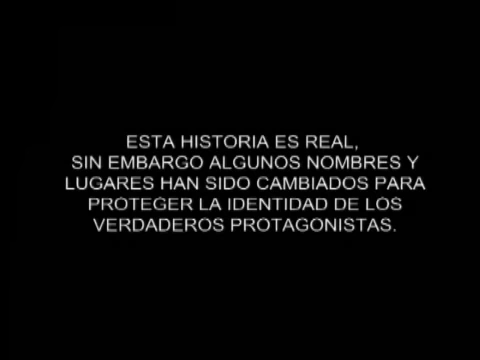 ESTA HISTORIA ES REAL,
SIN EMBARGO ALGUNOS NOMBRES Y
LUGARES HAN SIDO CAMBIADOS PARA
PROTEGER LA IDENTIDAD DE LOS
VERDADEROS PROTAGONISTAS.